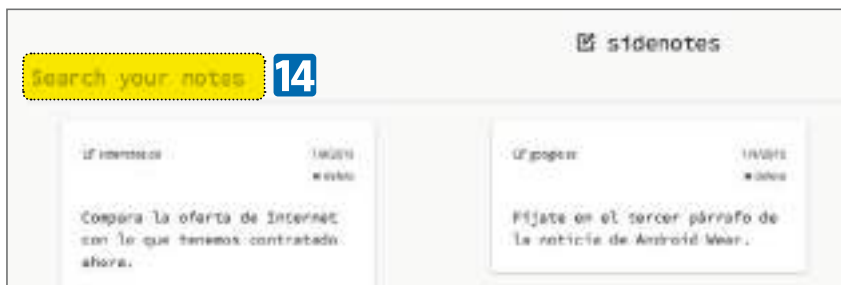 sidenotes
Search your notes
14
Compara la oferta de Internet
con lo que tenemos contratado
ahora.
Fíjate en el tercer párrafo de
la noticia de Android Wear.